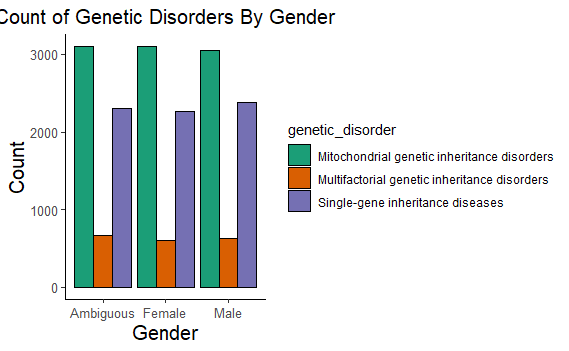 Count of Genetic Disorders By Gender
3000
2000
1000
0
Count
Ambiguous Female Male
Gender
genetic_disorder
Mitochondrial genetic inheritance disorders
Multifactorial genetic inheritance disorders
Single-gene inheritance diseases